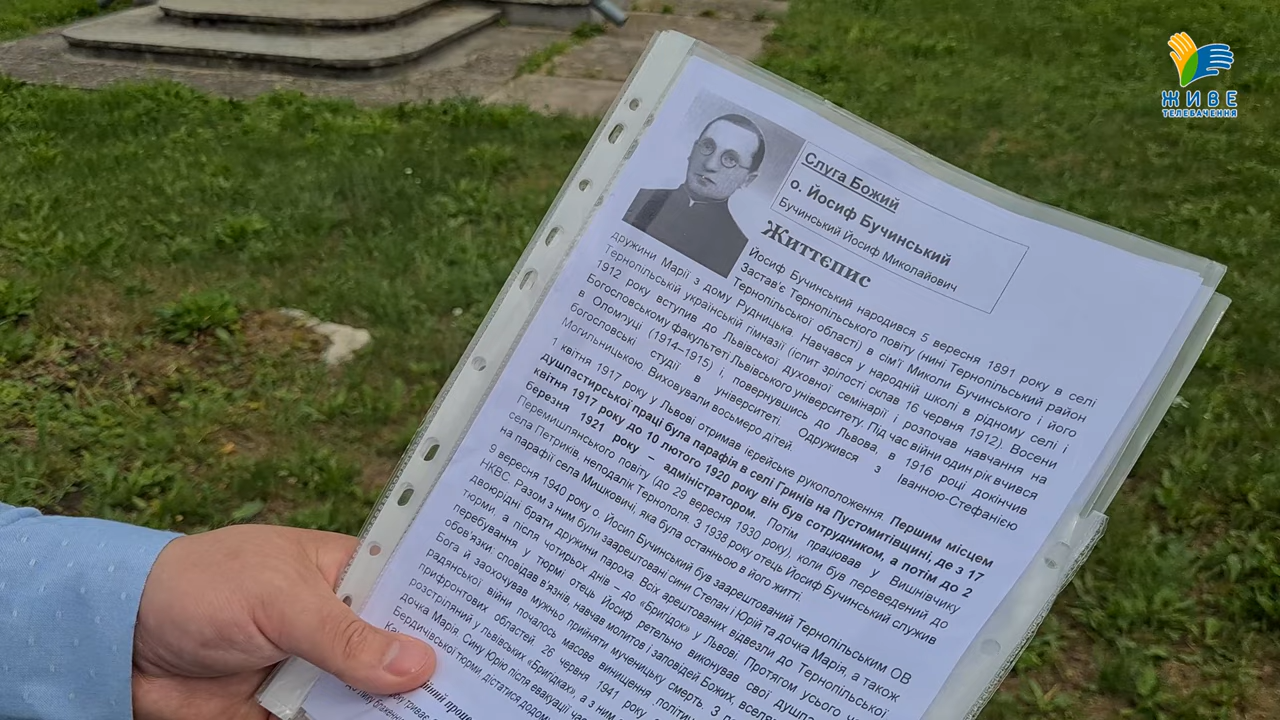 ЖИВЕ
ТЕЛЕБАЧЕННЯ
Слуга Божий
о. Йосиф Бучинський
Бучинський Йосиф Миколайович
Життєпис
Йосиф Бучинський народився 5 вересня 1891 року в селі
Застав'є Тернопільського повіту (нині Тернопільський район
Тернопільської області) в сім'ї Миколи Бучинського і його
дружини Марії з дому Рудницька. Навчався у народній школі в рідному селі і
Тернопільській українській гімназії (іспит зрілості склав 16 червня 1912). Восени
1912 року вступив до Львівської духовної семінарії і розпочав навчання на
Богословському факультеті Львівського університету. Під час війни один рік вчився
в Оломоуці (1914–1915) і, повернувшись до Львова, в 1916 році докінчив
богословські студії в університеті. Одружився з Іванною-Стефанією
Могильницькою. Виховували восьмеро дітей.
1 квітня 1917 року у Львові отримав ієрейське рукоположення. Першим місцем
душпастирської праці була парафія в селі Гринів на Пустомитівщині, де з 17
квітня 1917 року до 10 лютого 1920 року він був сотрудником, а потім до 2
березня 1921 року – адміністратором. Потім працював у Вишнівчику
Перемишлянського повіту (до 29 вересня 1930 року), коли був переведений до
села Петриків, неподалік Тернополя. З 1938 року отець Йосиф Бучинський служив
на парафії села Мишковичі, яка була останньою в його житті.
9 вересня 1940 року о. Йосиф Бучинський був заарештований Тернопільським ОВ
НКВС. Разом з ним були заарештовані сини Степан і Юрій та дочка Марія, а також
двоюрідні брати дружини пароха. Всіх арештованих відвезли до Тернопільської
тюрми, а після чотирьох днів – до «Бригідок» у Львові. Протягом усього
перебування у тюрмі отець Йосиф ретельно виконував свої
обов'язки: сповідав в'язнів, навчав молитов і заповідей Божих,
Бога й заохочував мужньо прийняти мученицьку смерть. З
радянської війни почалось масове винищення
прифронтових областей. 26 червня 1941 року
розстріляний у львівських «Бригідках», а з ним
дочка Марія. Сину Юрію після евакуації
Бердичівської тюрми, дістатися